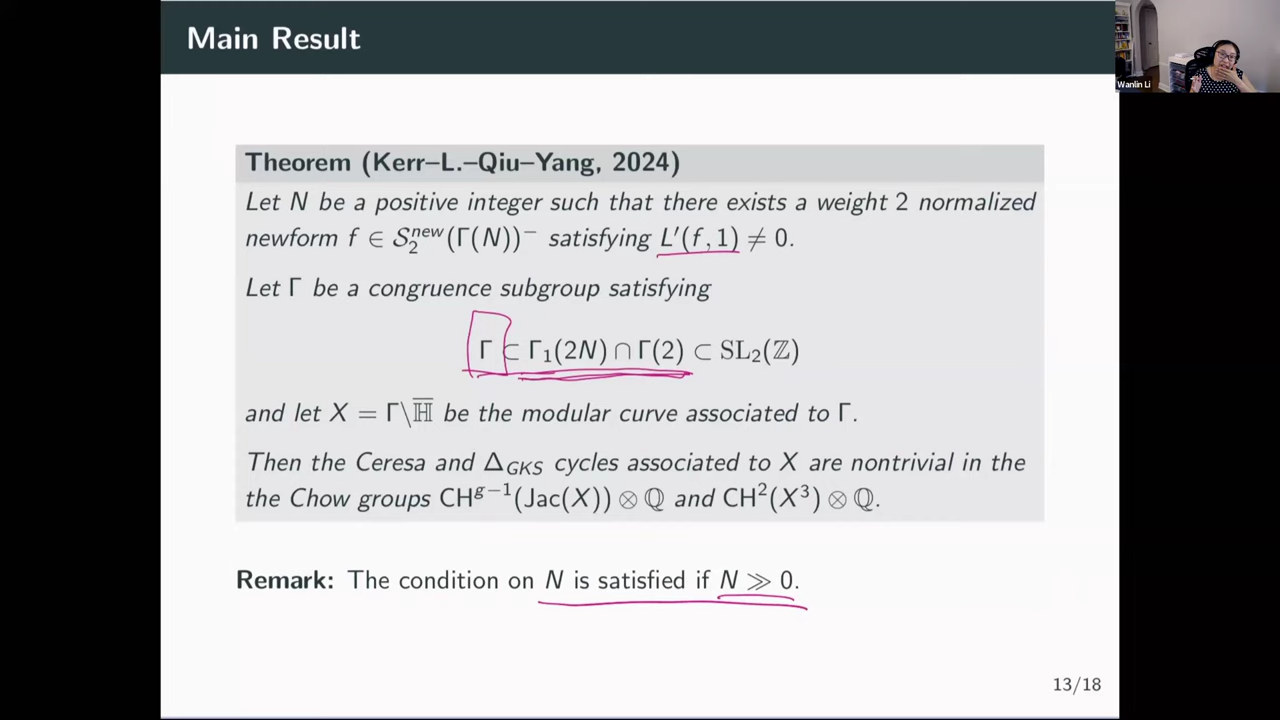 Main Result
Wanlin Li
Theorem (Kerr–L.–Qiu–Yang, 2024)
Let N be a positive integer such that there exists a weight 2 normalized
newform f ∈ 𝒮₂ⁿᵉʷ(Γ(N))⁻ satisfying L′(f, 1) ≠ 0.
Let Γ be a congruence subgroup satisfying
Γ ⊂ Γ₁(2N) ∩ Γ(2) ⊂ SL₂(ℤ)
and let X = Γ\ℍ̅ be the modular curve associated to Γ.
Then the Ceresa and Δ_GKS cycles associated to X are nontrivial in the
the Chow groups CHᵍ⁻¹(Jac(X)) ⊗ ℚ and CH²(X³) ⊗ ℚ.
Remark: The condition on N is satisfied if N ≫ 0.
13/18